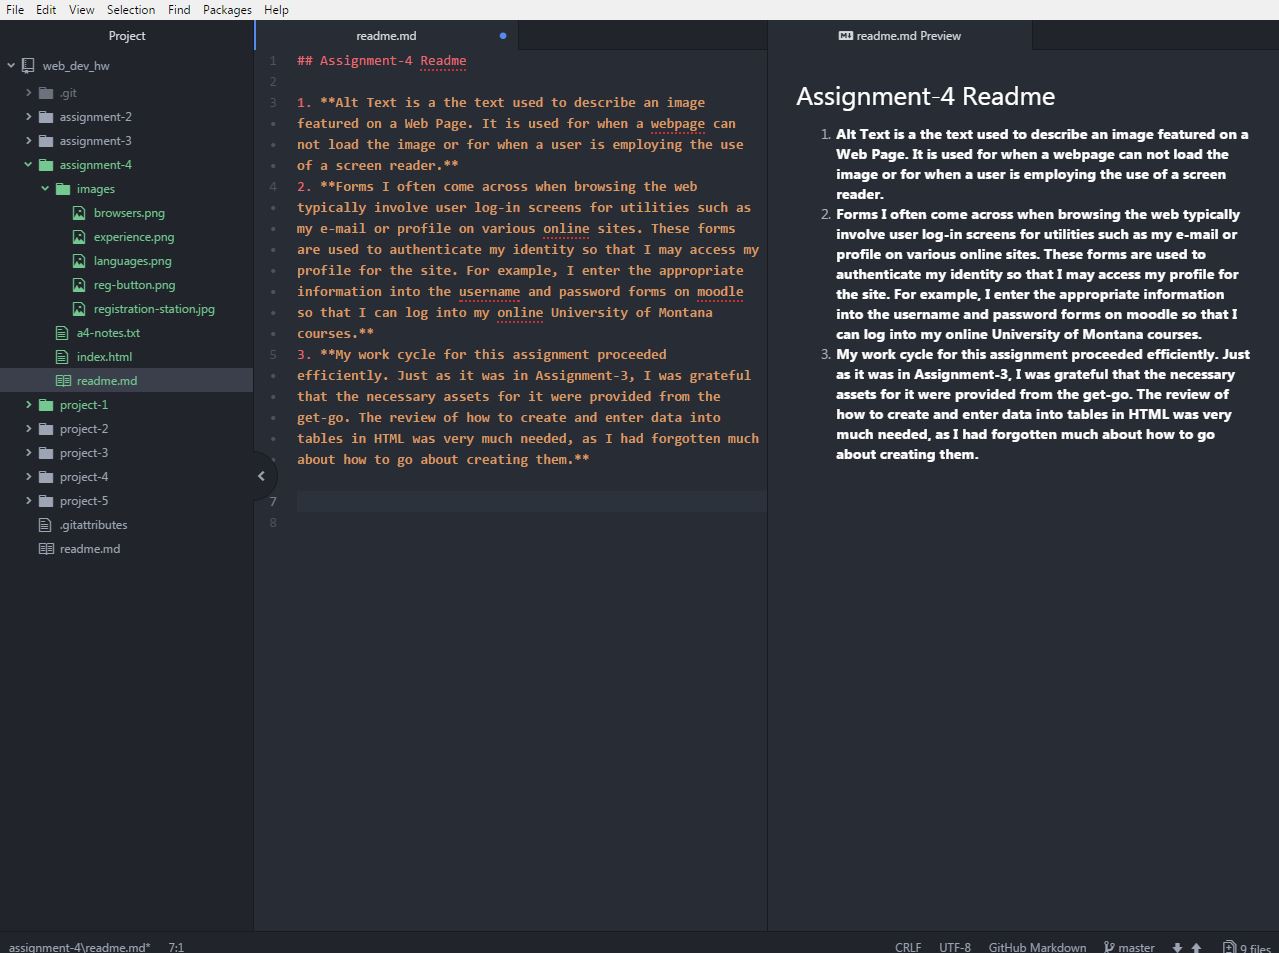 File Edit View Selection Find Packages Help
Project
web_dev_hw
.git
assignment-2
assignment-3
assignment-4
images
browsers.png
experience.png
languages.png
reg-button.png
registration-station.jpg
a4-notes.txt
index.html
readme.md
project-1
project-2
project-3
project-4
project-5
.gitattributes
readme.md
readme.md
1 ## Assignment-4 Readme
2
3 1. **Alt Text is a the text used to describe an image
featured on a Web Page. It is used for when a webpage can
not load the image or for when a user is employing the use
of a screen reader.**
4 2. **Forms I often come across when browsing the web
typically involve user log-in screens for utilities such as
my e-mail or profile on various online sites. These forms
are used to authenticate my identity so that I may access my
profile for the site. For example, I enter the appropriate
information into the username and password forms on moodle
so that I can log into my online University of Montana
courses.**
5 3. **My work cycle for this assignment proceeded
efficiently. Just as it was in Assignment-3, I was grateful
that the necessary assets for it were provided from the
get-go. The review of how to create and enter data into
tables in HTML was very much needed, as I had forgotten much
about how to go about creating them.**
7
8
readme.md Preview
Assignment-4 Readme
1. Alt Text is a the text used to describe an image featured on a
Web Page. It is used for when a webpage can not load the
image or for when a user is employing the use of a screen
reader.
2. Forms I often come across when browsing the web typically
involve user log-in screens for utilities such as my e-mail or
profile on various online sites. These forms are used to
authenticate my identity so that I may access my profile for
the site. For example, I enter the appropriate information
into the username and password forms on moodle so that I
can log into my online University of Montana courses.
3. My work cycle for this assignment proceeded efficiently. Just
as it was in Assignment-3, I was grateful that the necessary
assets for it were provided from the get-go. The review of
how to create and enter data into tables in HTML was very
much needed, as I had forgotten much about how to go
about creating them.
assignment-4\readme.md* 7:1 CRLF UTF-8 GitHub Markdown master 9 files